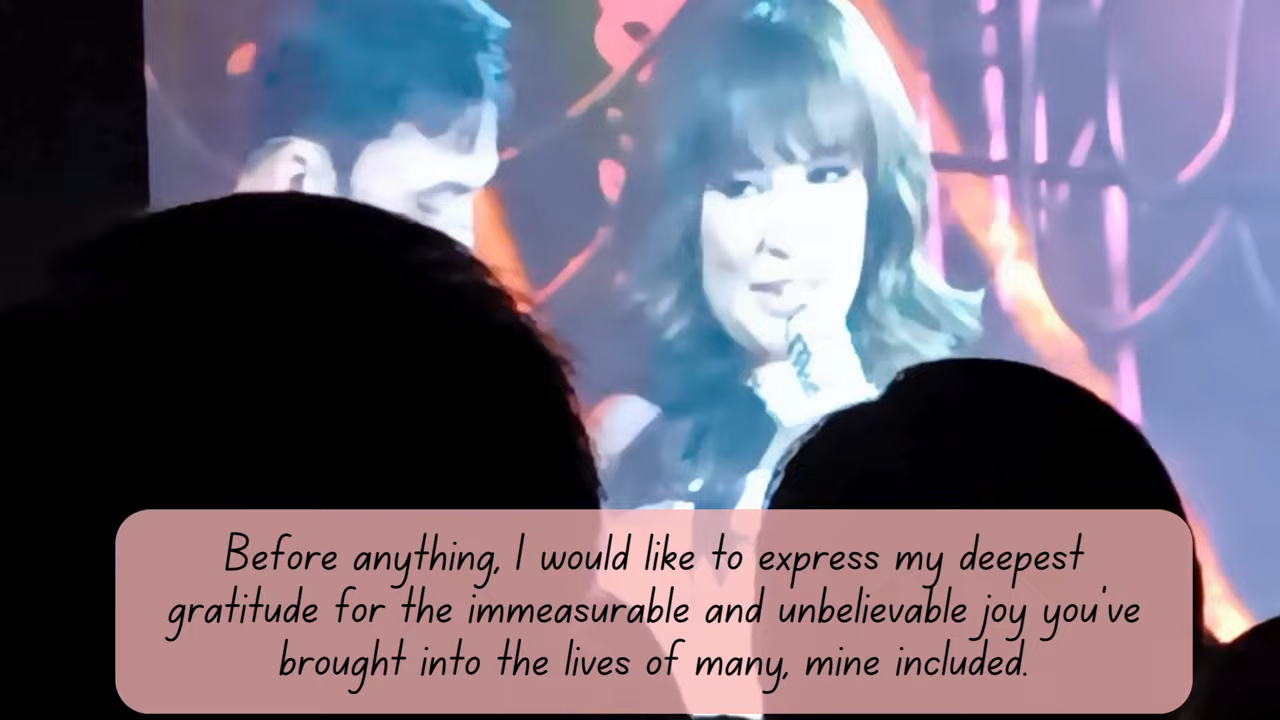 Before anything, I would like to express my deepest
gratitude for the immeasurable and unbelievable joy you've
brought into the lives of many, mine included.